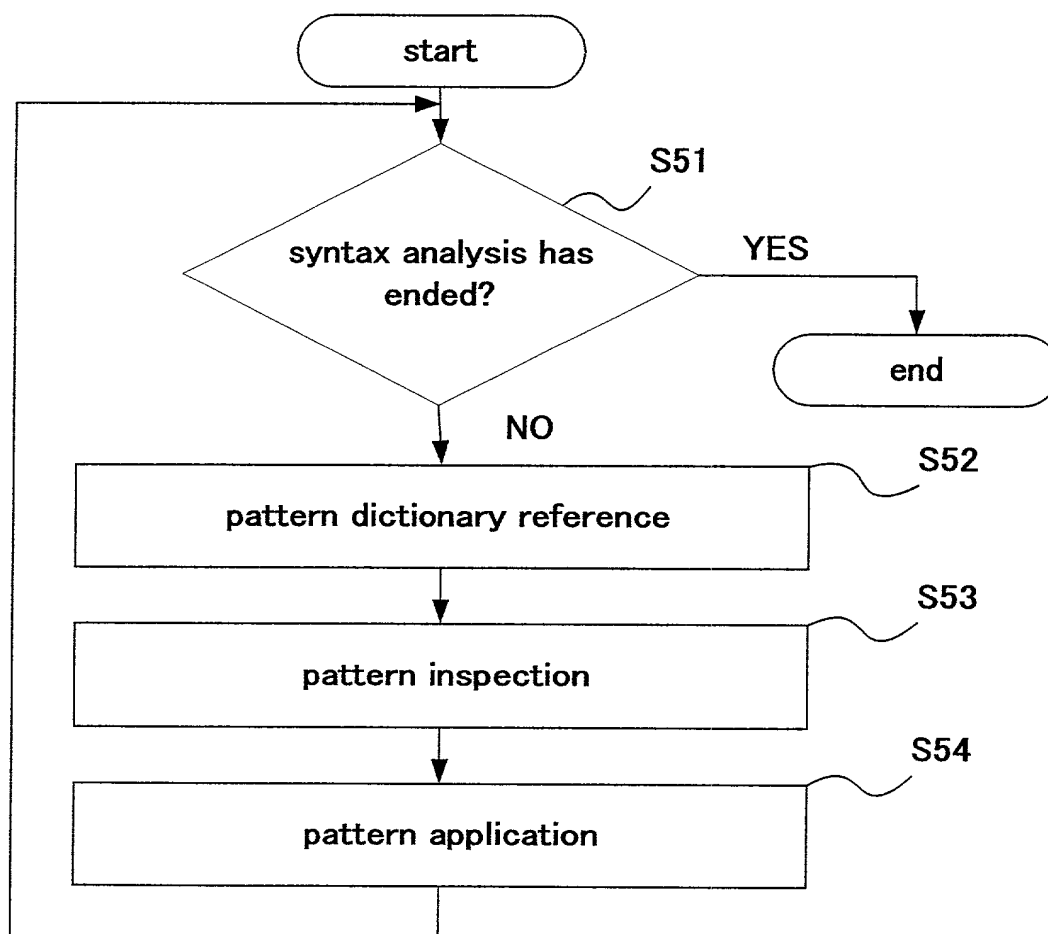 start
S51
syntax analysis has
ended?
YES
end
NO
S52
pattern dictionary reference
S53
pattern inspection
S54
pattern application